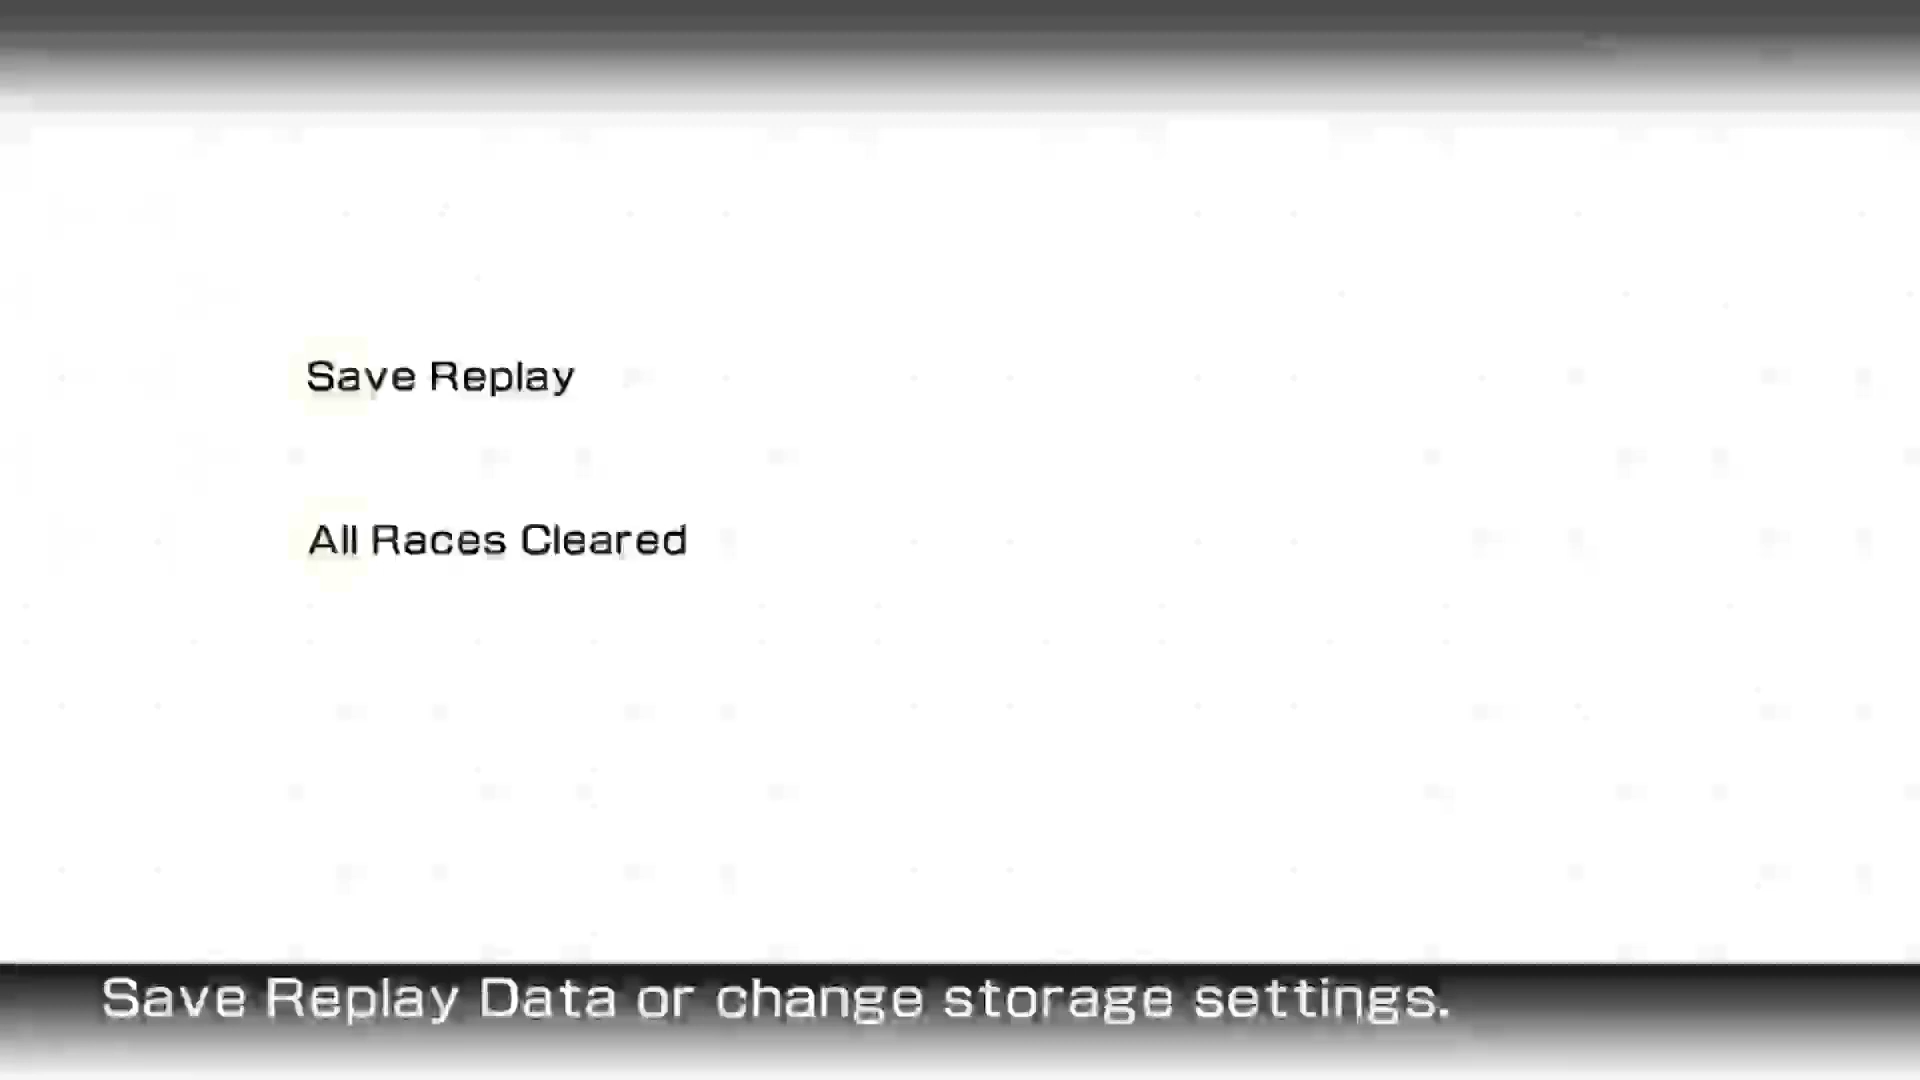 Save Replay
All Races Cleared
Save Replay Data or change storage settings.